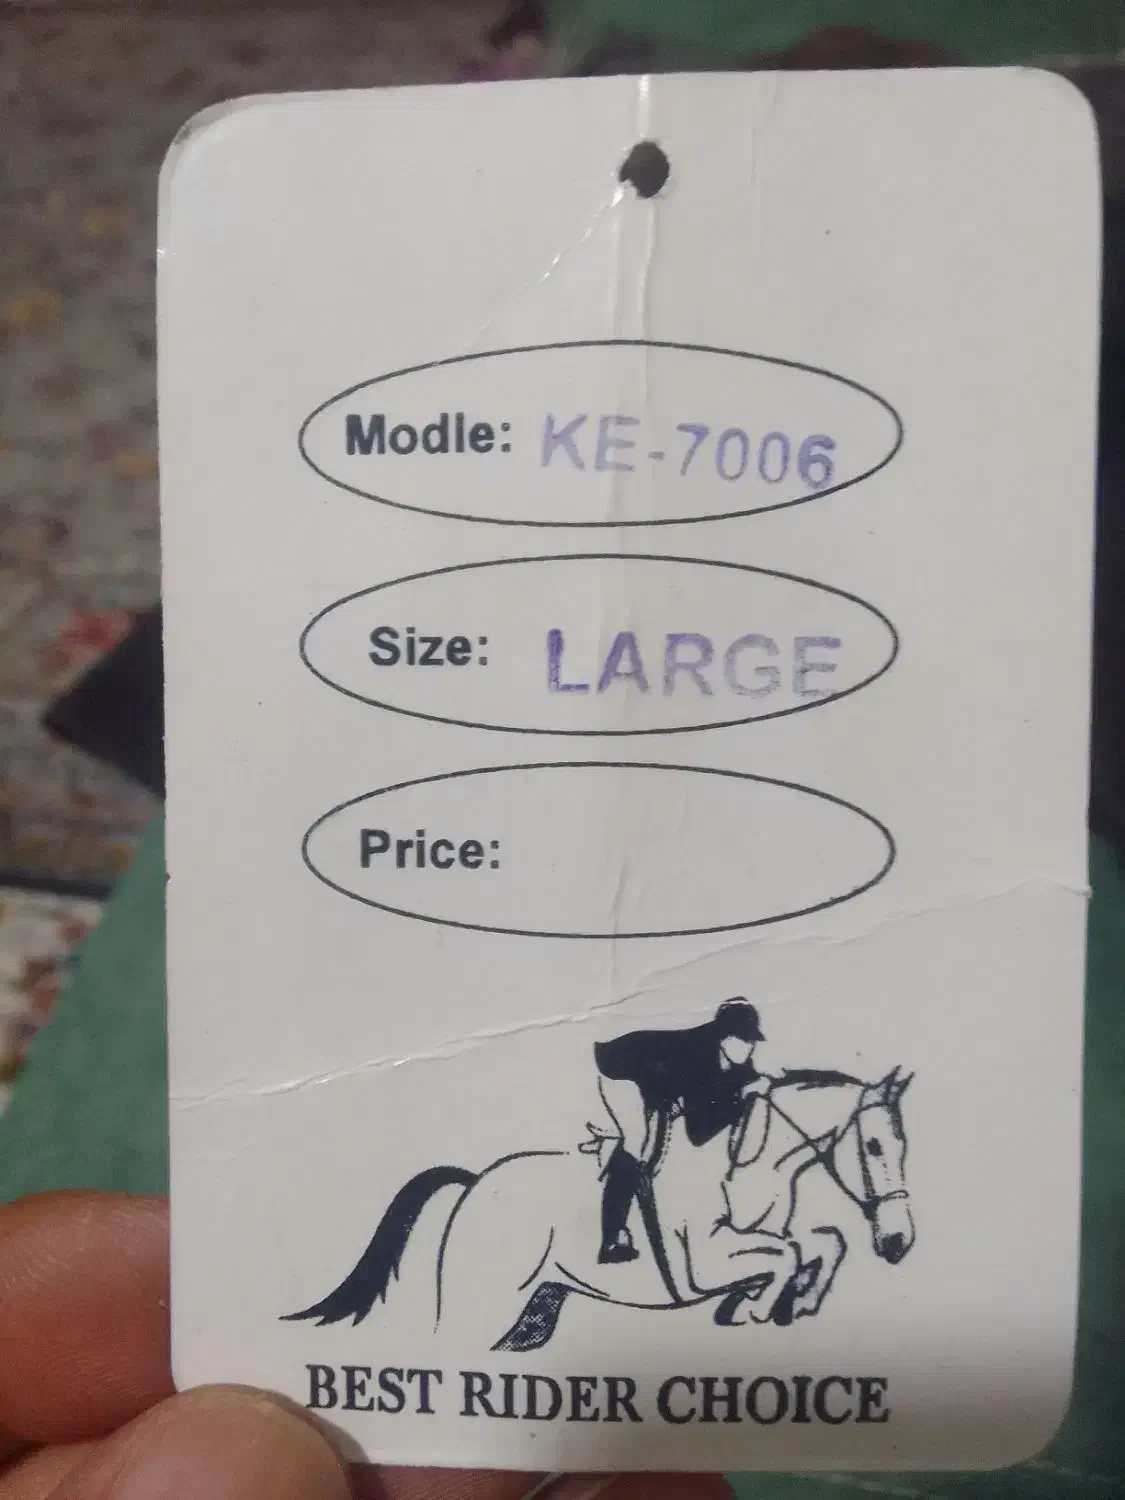 Modle: KE-7006
Size: LARGE
Price:
BEST RIDER CHOICE